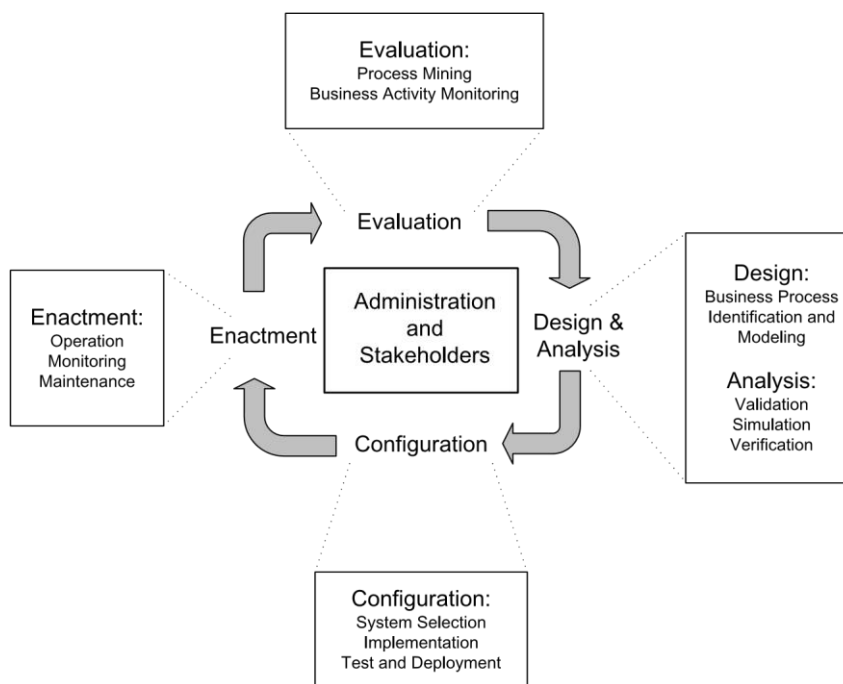 Evaluation:
Process Mining
Business Activity Monitoring
Evaluation
Enactment:
Operation
Monitoring
Maintenance
Enactment
Administration
and
Stakeholders
Design &
Analysis
Design:
Business Process
Identification and
Modeling
Analysis:
Validation
Simulation
Verification
Configuration
Configuration:
System Selection
Implementation
Test and Deployment